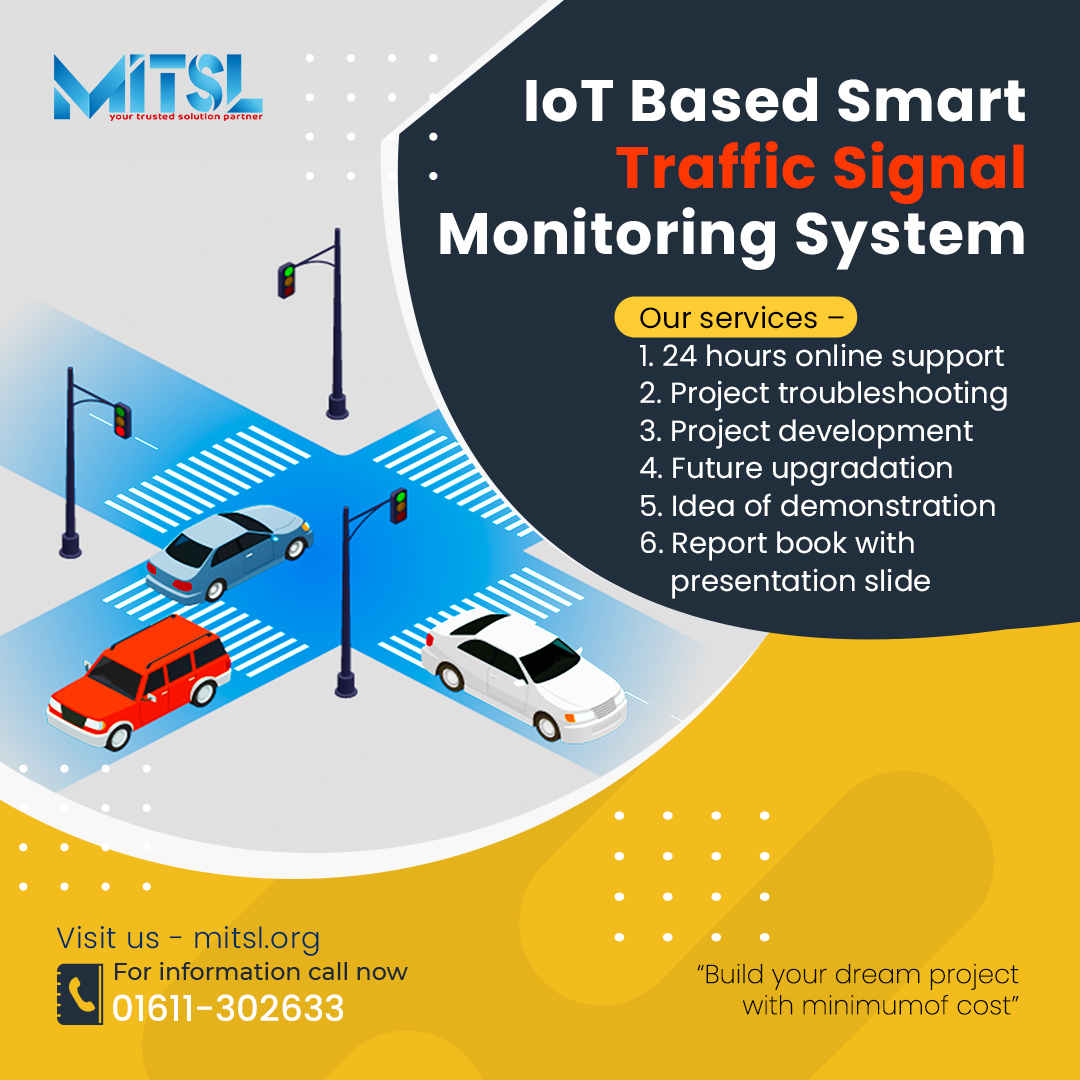 MiTSL
your trusted solution partner
IoT Based Smart
Traffic Signal
Monitoring System
Our services –
1. 24 hours online support
2. Project troubleshooting
3. Project development
4. Future upgradation
5. Idea of demonstration
6. Report book with
presentation slide
Visit us - mitsl.org
For information call now
01611-302633
“Build your dream project
with minimumof cost”